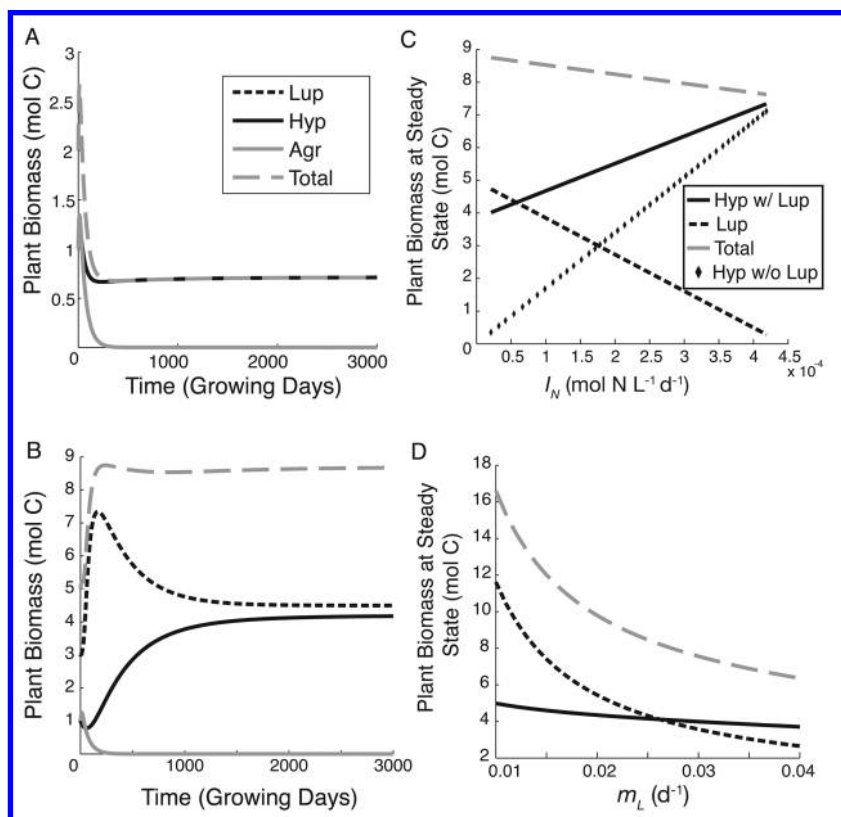 A
Plant Biomass (mol C)
3
2.5
2
1.5
1
0.5
0
1000
2000
3000
Time (Growing Days)
Lup
Hyp
Agr
Total
C
Plant Biomass at Steady
State (mol C)
9
8
7
6
5
4
3
2
1
0
0.5
1
1.5
2
2.5
3
3.5
4
4.5
x 10⁻⁴
I_N (mol N L⁻¹ d⁻¹)
Hyp w/ Lup
Lup
Total
Hyp w/o Lup
B
Plant Biomass (mol C)
9
8
7
6
5
4
3
2
1
0
1000
2000
3000
Time (Growing Days)
D
Plant Biomass at Steady
State (mol C)
18
16
14
12
10
8
6
4
2
0.01
0.02
0.03
0.04
m_L (d⁻¹)